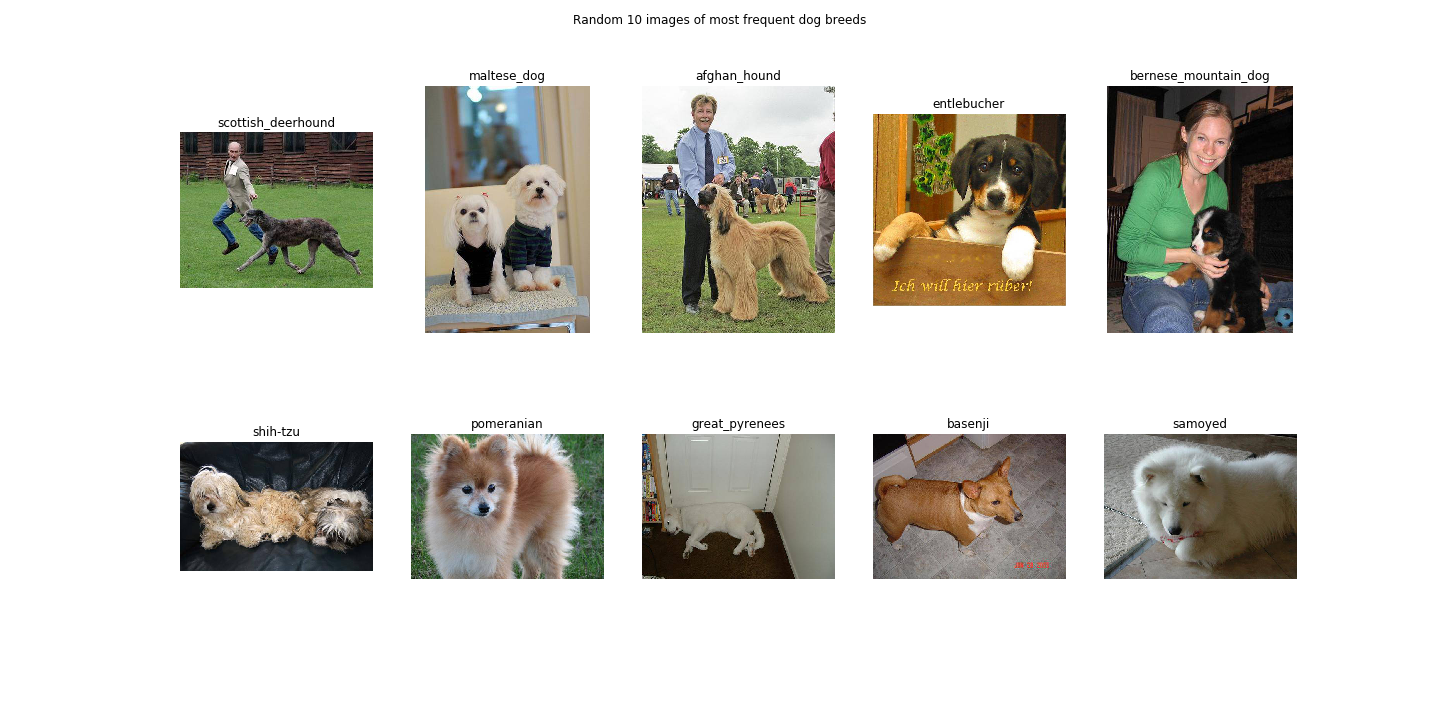 Random 10 images of most frequent dog breeds
scottish_deerhound
maltese_dog
afghan_hound
entlebucher
bernese_mountain_dog
Ich will hier rüber!
shih-tzu
pomeranian
great_pyrenees
basenji
samoyed